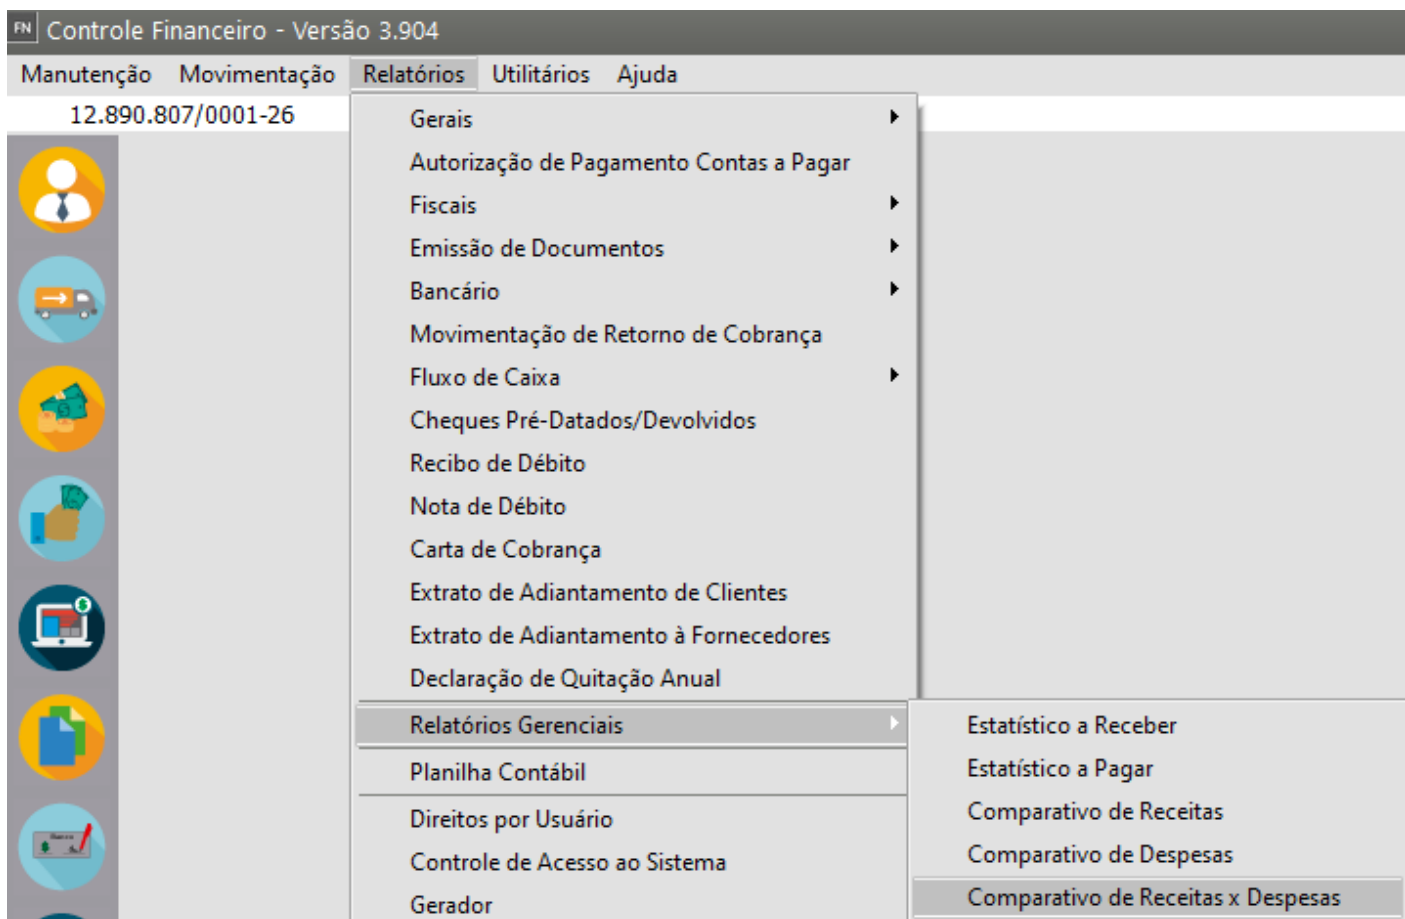 FN Controle Financeiro - Versão 3.904
Manutenção Movimentação Relatórios Utilitários Ajuda
12.890.807/0001-26
Gerais
Autorização de Pagamento Contas a Pagar
Fiscais
Emissão de Documentos
Bancário
Movimentação de Retorno de Cobrança
Fluxo de Caixa
Cheques Pré-Datados/Devolvidos
Recibo de Débito
Nota de Débito
Carta de Cobrança
Extrato de Adiantamento de Clientes
Extrato de Adiantamento à Fornecedores
Declaração de Quitação Anual
Relatórios Gerenciais
Planilha Contábil
Direitos por Usuário
Controle de Acesso ao Sistema
Gerador
Estatístico a Receber
Estatístico a Pagar
Comparativo de Receitas
Comparativo de Despesas
Comparativo de Receitas x Despesas